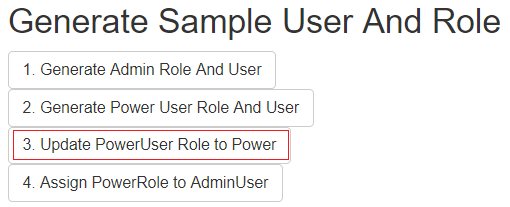 Generate Sample User And Role
1. Generate Admin Role And User
2. Generate Power User Role And User
3. Update PowerUser Role to Power
4. Assign PowerRole to AdminUser